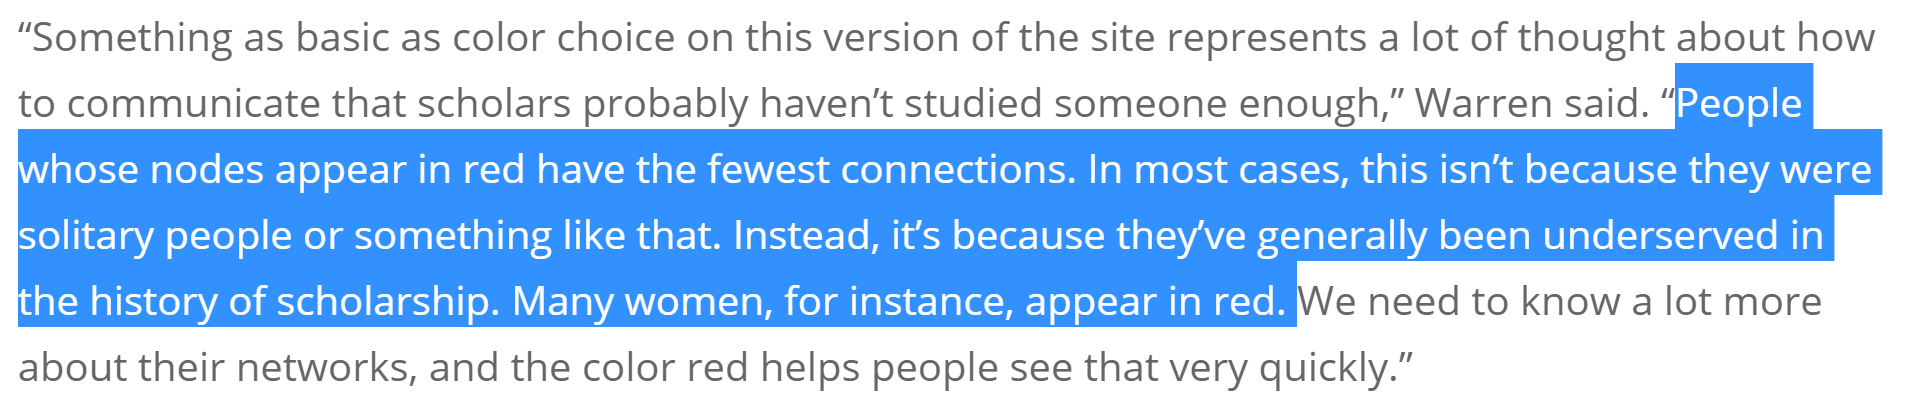 “Something as basic as color choice on this version of the site represents a lot of thought about how
to communicate that scholars probably haven’t studied someone enough,” Warren said. “People
whose nodes appear in red have the fewest connections. In most cases, this isn’t because they were
solitary people or something like that. Instead, it’s because they’ve generally been underserved in
the history of scholarship. Many women, for instance, appear in red. We need to know a lot more
about their networks, and the color red helps people see that very quickly.”